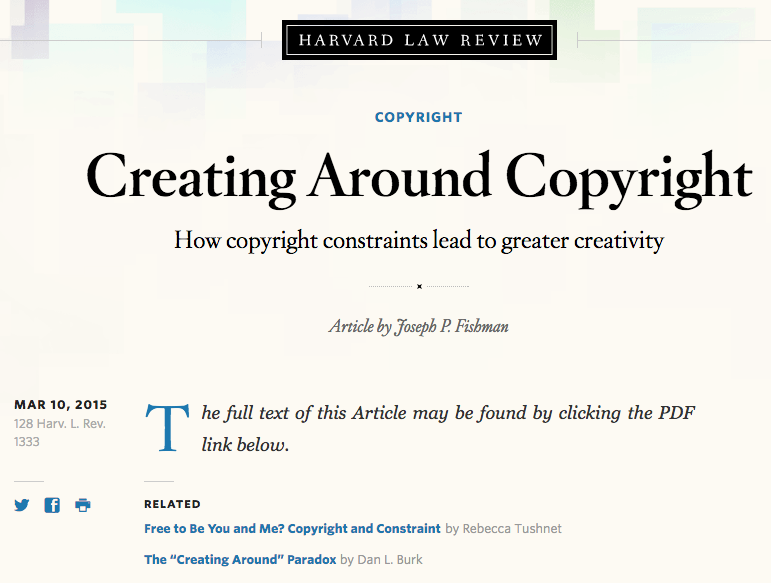 HARVARD LAW REVIEW
COPYRIGHT
Creating Around Copyright
How copyright constraints lead to greater creativity
Article by Joseph P. Fishman
MAR 10, 2015
128 Harv. L. Rev.
1333
The full text of this Article may be found by clicking the PDF
link below.
RELATED
Free to Be You and Me? Copyright and Constraint by Rebecca Tushnet
The “Creating Around” Paradox by Dan L. Burk